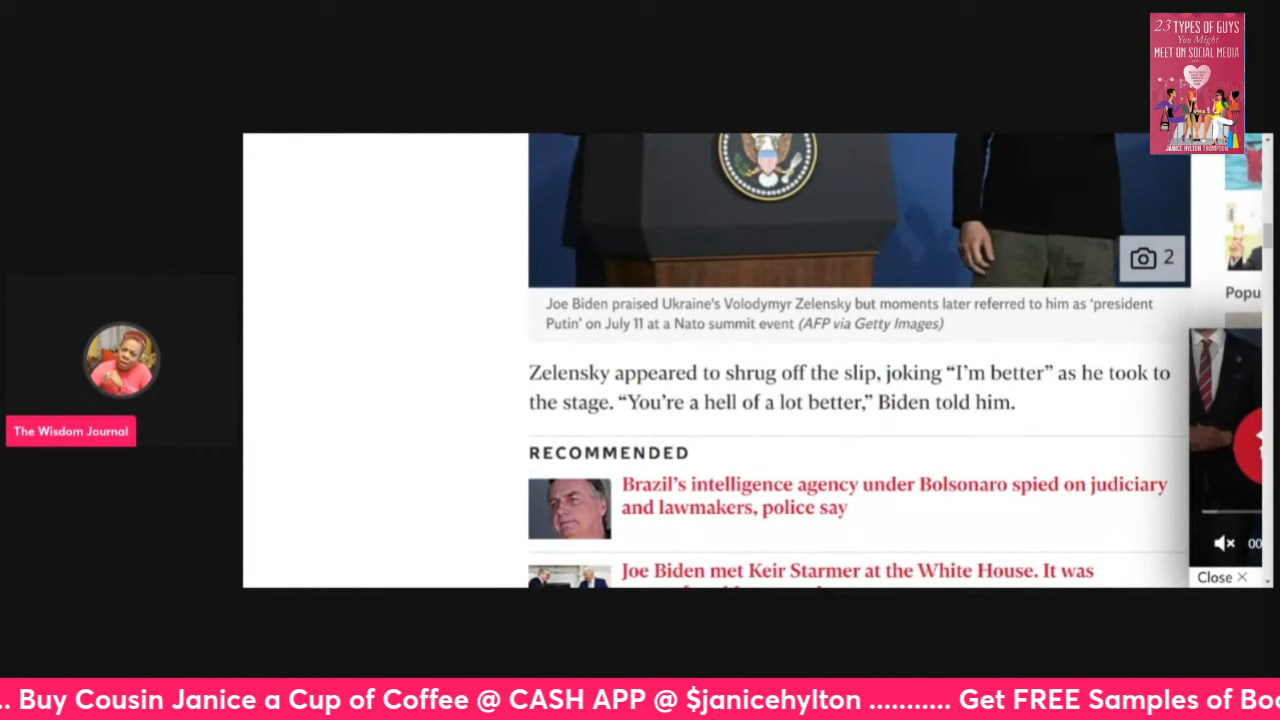 23 TYPES OF GUYS
You Might
MEET ON SOCIAL MEDIA
JANICE HYLTON THOMPSON
2
Joe Biden praised Ukraine's Volodymyr Zelensky but moments later referred to him as ‘president
Putin’ on July 11 at a Nato summit event (AFP via Getty Images)
Popu
Zelensky appeared to shrug off the slip, joking “I’m better” as he took to
the stage. “You’re a hell of a lot better,” Biden told him.
RECOMMENDED
Brazil’s intelligence agency under Bolsonaro spied on judiciary
and lawmakers, police say
Joe Biden met Keir Starmer at the White House. It was
00
Close ×
The Wisdom Journal
.. Buy Cousin Janice a Cup of Coffee @ CASH APP @ $janicehylton ........... Get FREE Samples of Boo